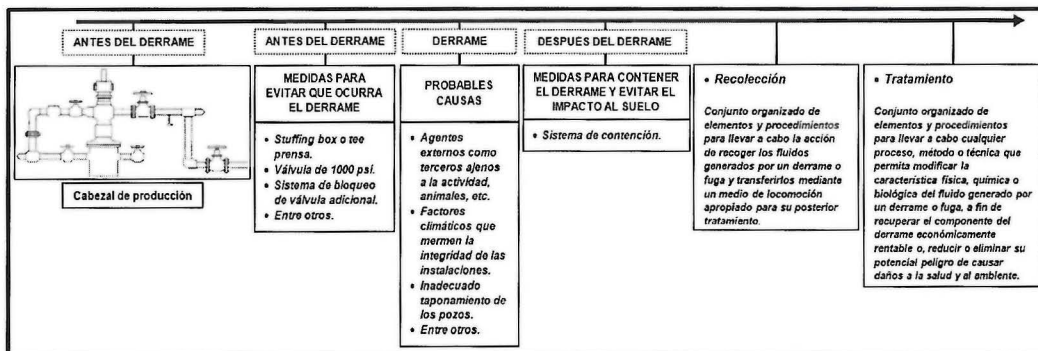 ANTES DEL DERRAME
Cabezal de producción
ANTES DEL DERRAME
MEDIDAS PARA
EVITAR QUE OCURRA
EL DERRAME
• Stuffing box o tee
prensa.
• Válvula de 1000 psi.
• Sistema de bloqueo
de válvula adicional.
• Entre otros.
DERRAME
PROBABLES
CAUSAS
• Agentes
externos como
terceros ajenos
a la actividad,
animales, etc.
• Factores
climáticos que
mermen la
integridad de las
instalaciones.
• Inadecuado
taponamiento de
los pozos.
• Entre otros.
DESPUES DEL DERRAME
MEDIDAS PARA CONTENER
EL DERRAME Y EVITAR EL
IMPACTO AL SUELO
• Sistema de contención.
• Recolección
Conjunto organizado de
elementos y procedimientos
para llevar a cabo la acción
de recoger los fluidos
generados por un derrame o
fuga y transferirlos mediante
un medio de locomoción
apropiado para su posterior
tratamiento.
• Tratamiento
Conjunto organizado de
elementos y procedimientos
para llevar a cabo cualquier
proceso, método o técnica que
permita modificar la
característica física, química o
biológica del fluido generado por
un derrame o fuga, a fin de
recuperar el componente del
derrame económicamente
rentable o, reducir o eliminar su
potencial peligro de causar
daños a la salud y al ambiente.